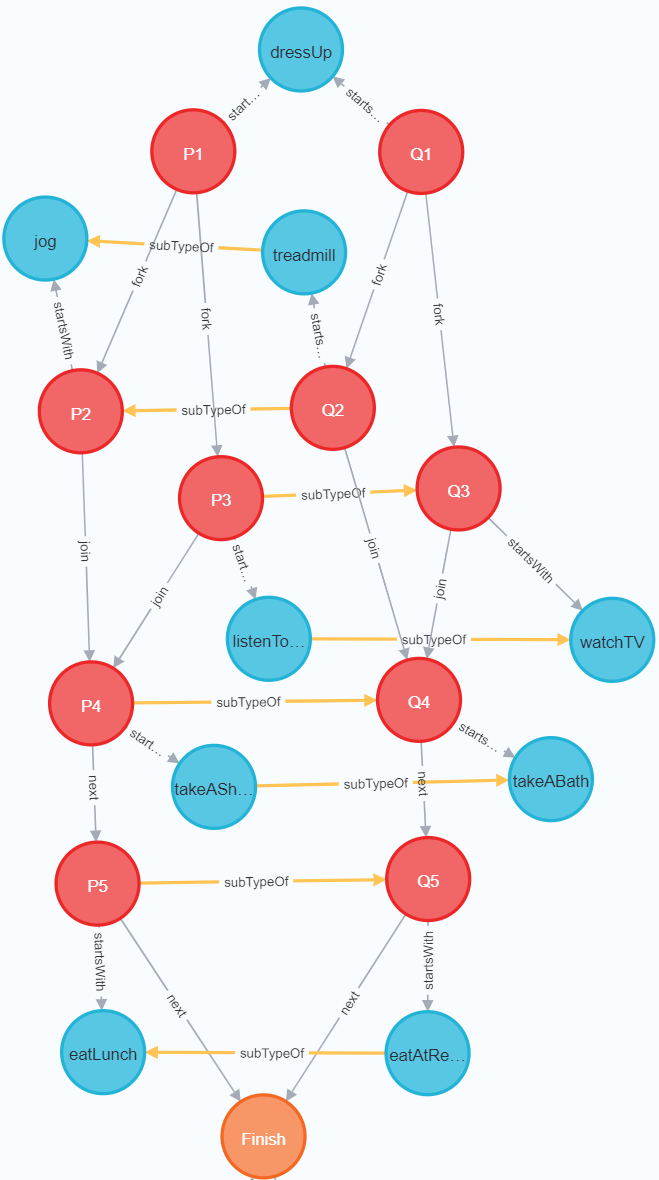 dressUp
start...
starts...
P1
Q1
jog
subTypeOf
treadmill
fork
fork
fork
fork
startsWith
starts...
P2
subTypeOf
Q2
P3
subTypeOf
Q3
join
join
join
join
start...
startsWith
listenTo...
subTypeOf
watchTV
P4
subTypeOf
Q4
start...
starts...
next
takeASh...
subTypeOf
next
takeABath
P5
subTypeOf
Q5
startsWith
startsWith
next
next
eatLunch
subTypeOf
eatAtRe...
Finish